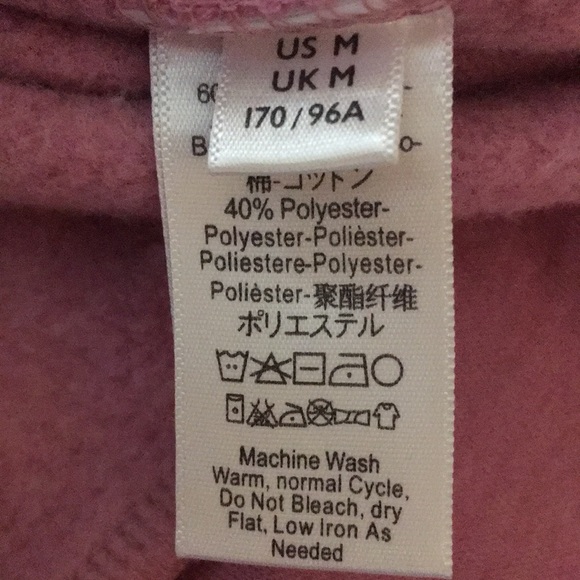 US M
UK M
170/96A
棉-コットン
40% Polyester-
Polyester-Polièster-
Poliestere-Polyester-
Polièster-聚酯纤维
ポリエステル
Machine Wash
Warm, normal Cycle,
Do Not Bleach, dry
Flat, Low Iron As
Needed